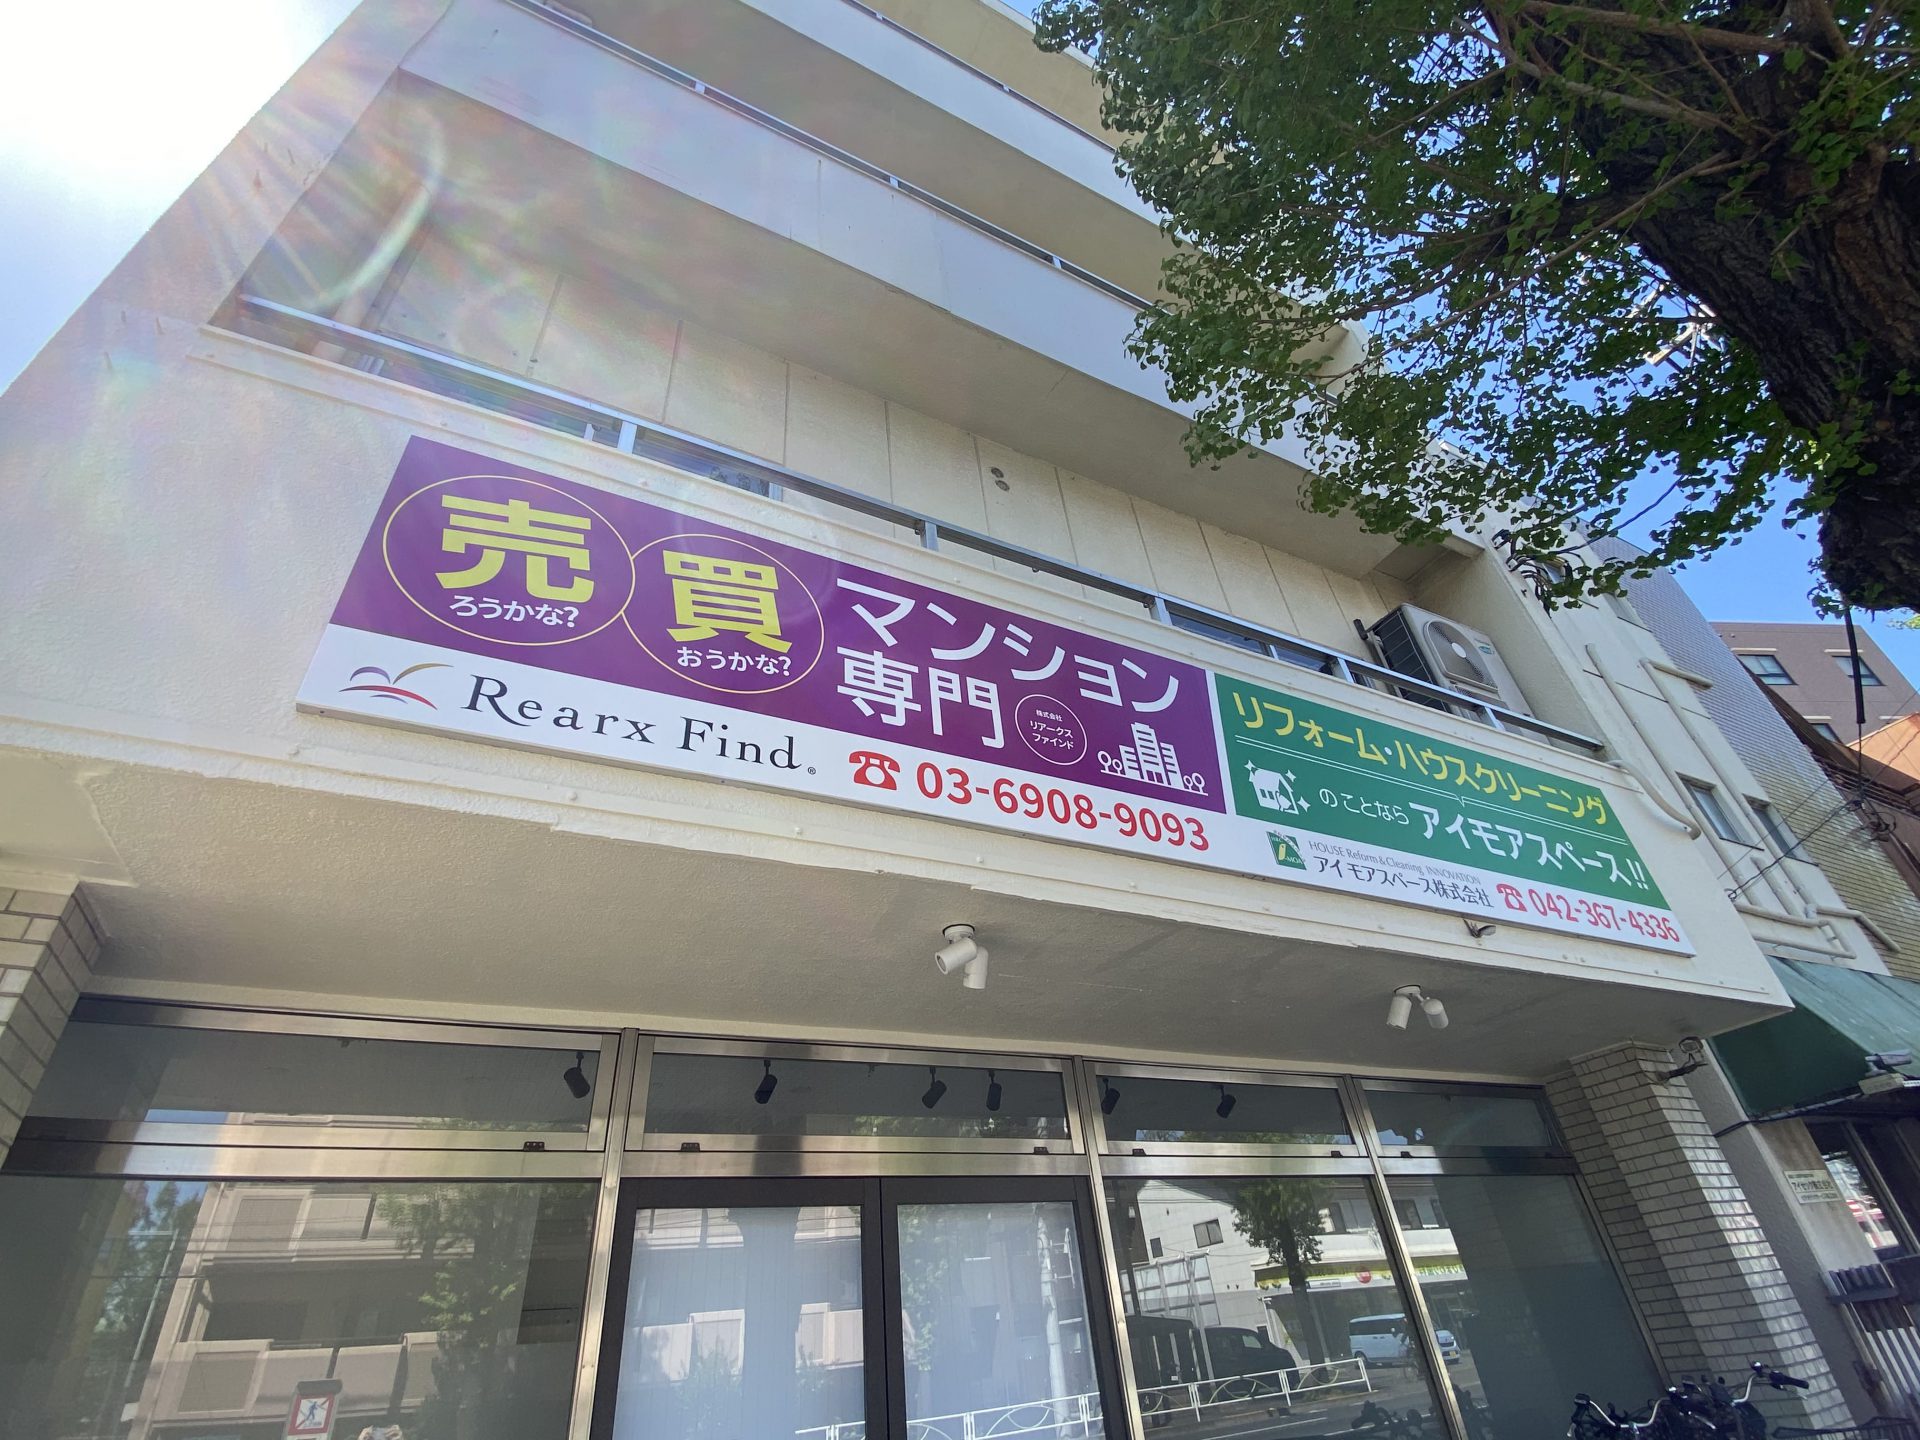 売ろうかな?
買おうかな?
マンション
専門
株式会社
リアークス
ファインド
Rearx Find®
☎03-6908-9093
リフォーム・ハウスクリーニング
のことなら アイモアスペース!!
HOUSE Reform & Cleaning INNOVATION
アイモアスペース株式会社
☎042-367-4336